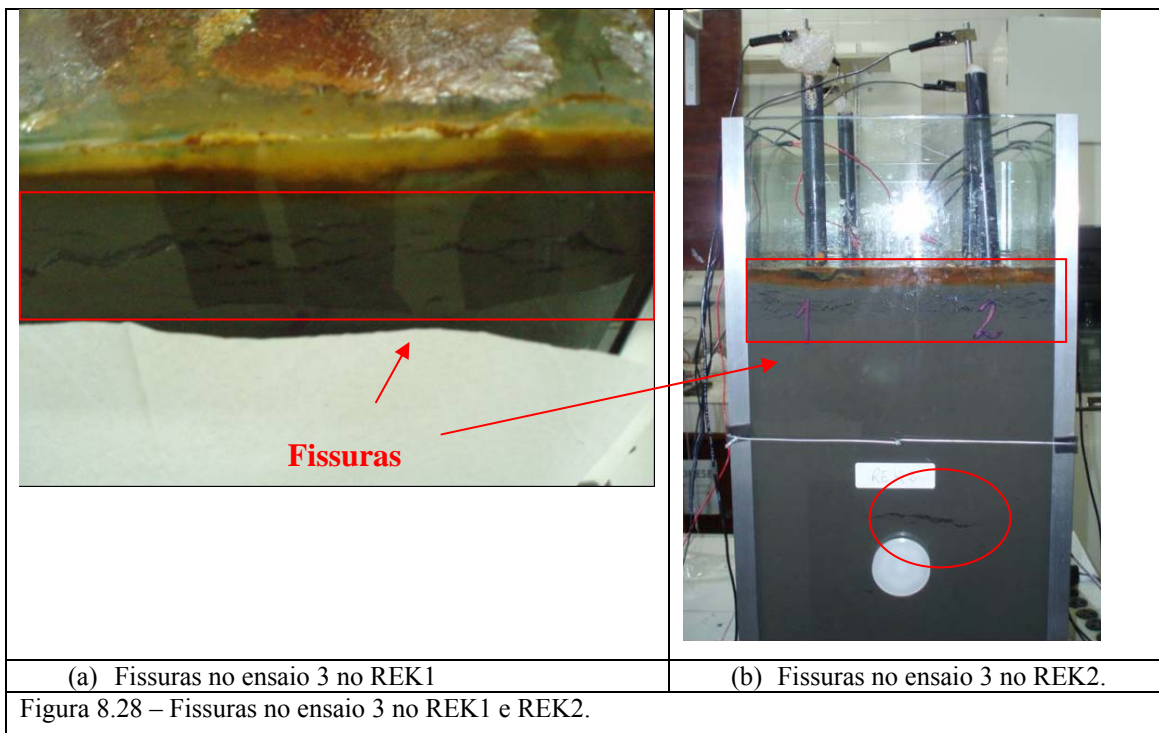 Fissuras
1
2
(a) Fissuras no ensaio 3 no REK1
(b) Fissuras no ensaio 3 no REK2.
Figura 8.28 – Fissuras no ensaio 3 no REK1 e REK2.